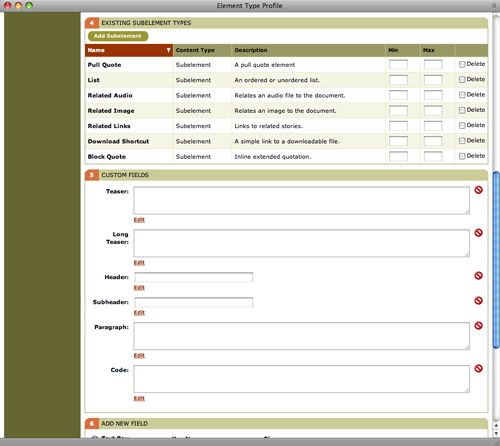 Element Type Profile
4 EXISTING SUBELEMENT TYPES
Add Subelement
Name Content Type Description Min Max
Pull Quote Subelement A pull quote element Delete
List Subelement An ordered or unordered list. Delete
Related Audio Subelement Relates an audio file to the document. Delete
Related Image Subelement Relates an image to the document. Delete
Related Links Subelement Links to related stories. Delete
Download Shortcut Subelement A simple link to a downloadable file. Delete
Block Quote Subelement Inline extended quotation. Delete
5 CUSTOM FIELDS
Teaser:
Edit
Long
Teaser:
Edit
Header:
Edit
Subheader:
Edit
Paragraph:
Edit
Code:
Edit
6 ADD NEW FIELD